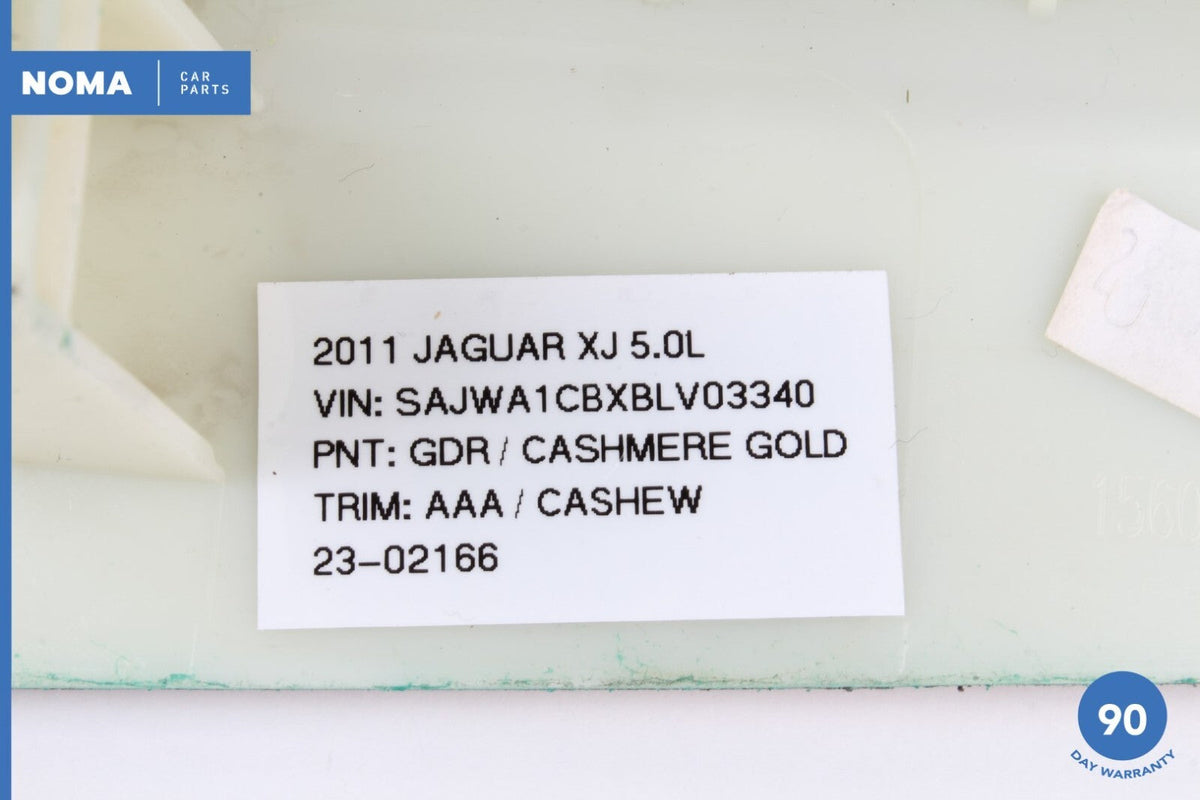 NOMA
CAR
PARTS
2011 JAGUAR XJ 5.0L
VIN: SAJWA1CBXBLV03340
PNT: GDR / CASHMERE GOLD
TRIM: AAA / CASHEW
23-02166
90
DAY WARRANTY